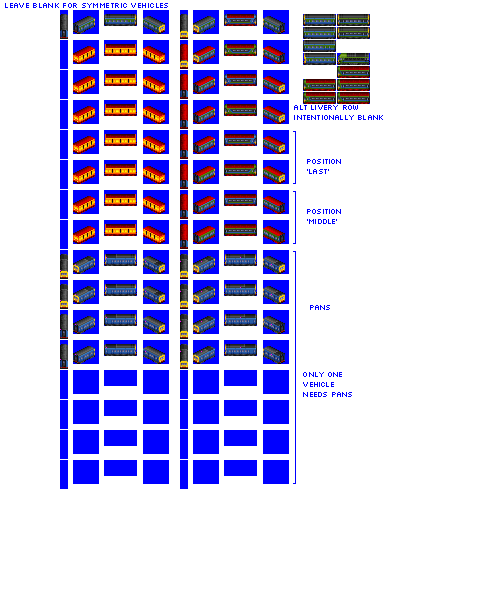 LEAVE BLANK FOR SYMMETRIC VEHICLES
ALT LIVERY ROW
INTENTIONALLY BLANK
POSITION
'LAST'
POSITION
'MIDDLE'
PANS
ONLY ONE
VEHICLE
NEEDS PANS